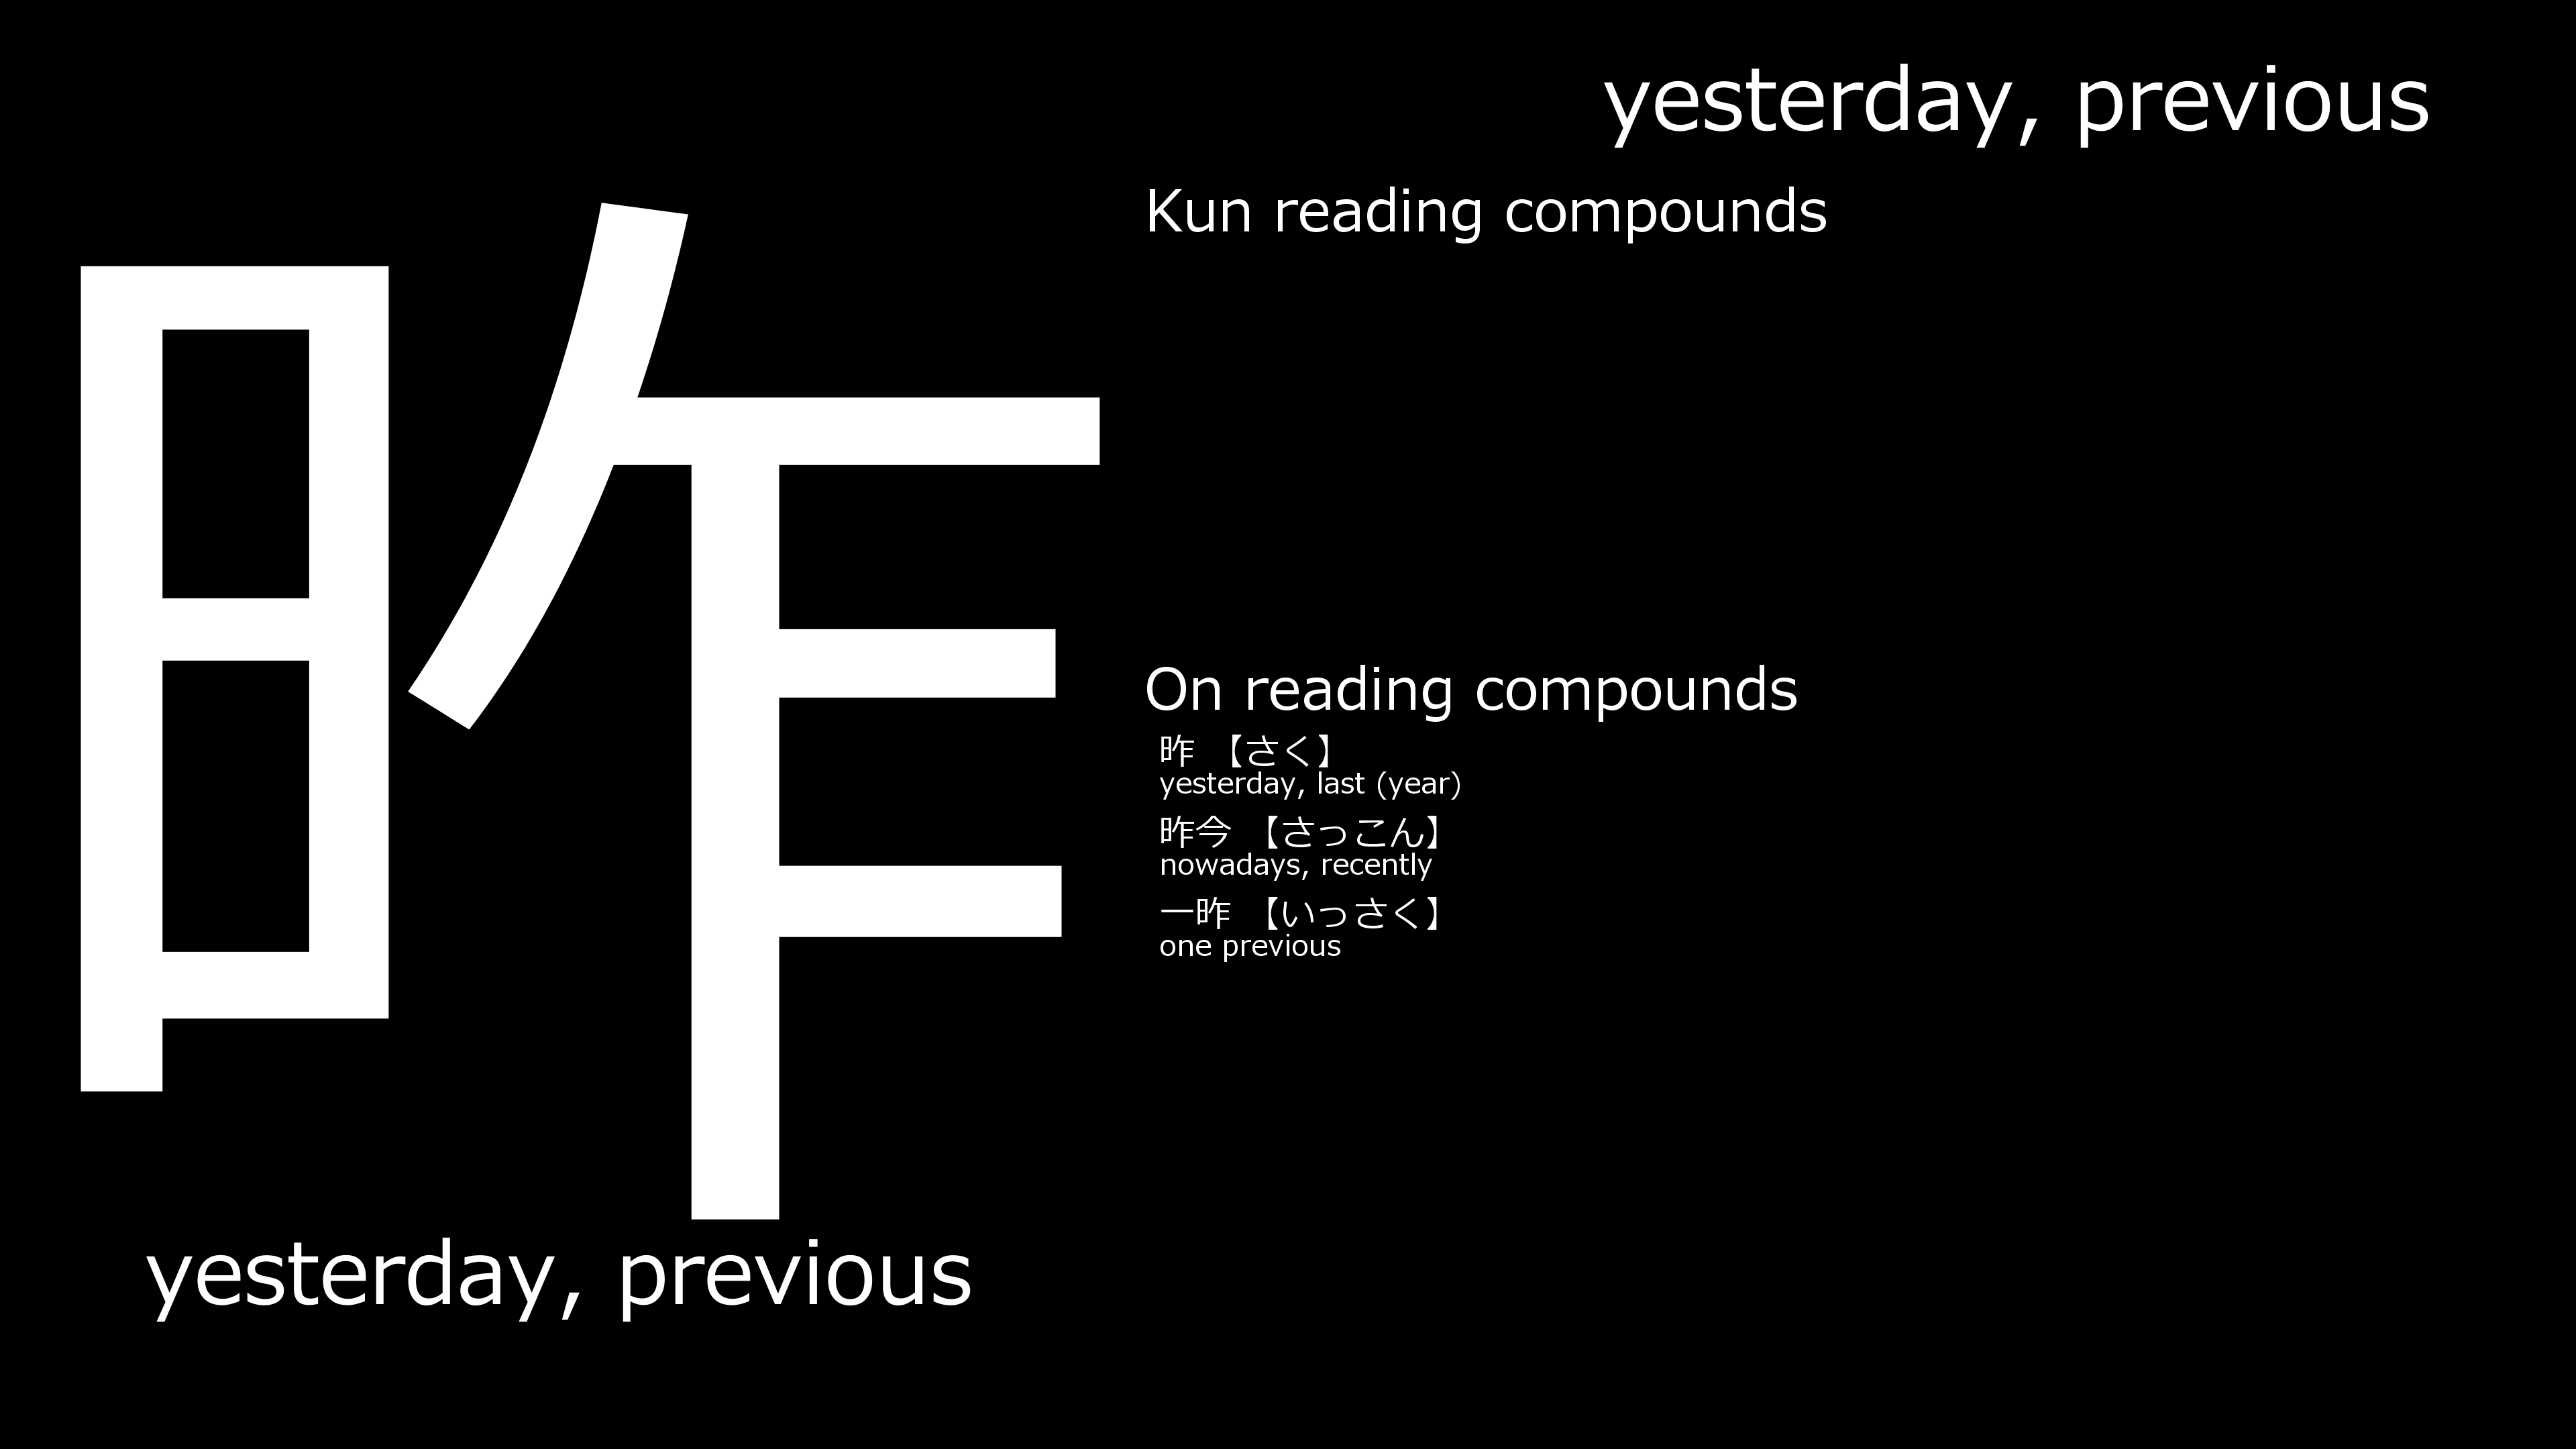 昨
yesterday, previous
yesterday, previous
Kun reading compounds
On reading compounds
昨 【さく】
yesterday, last (year)
昨今 【さっこん】
nowadays, recently
一昨 【いっさく】
one previous